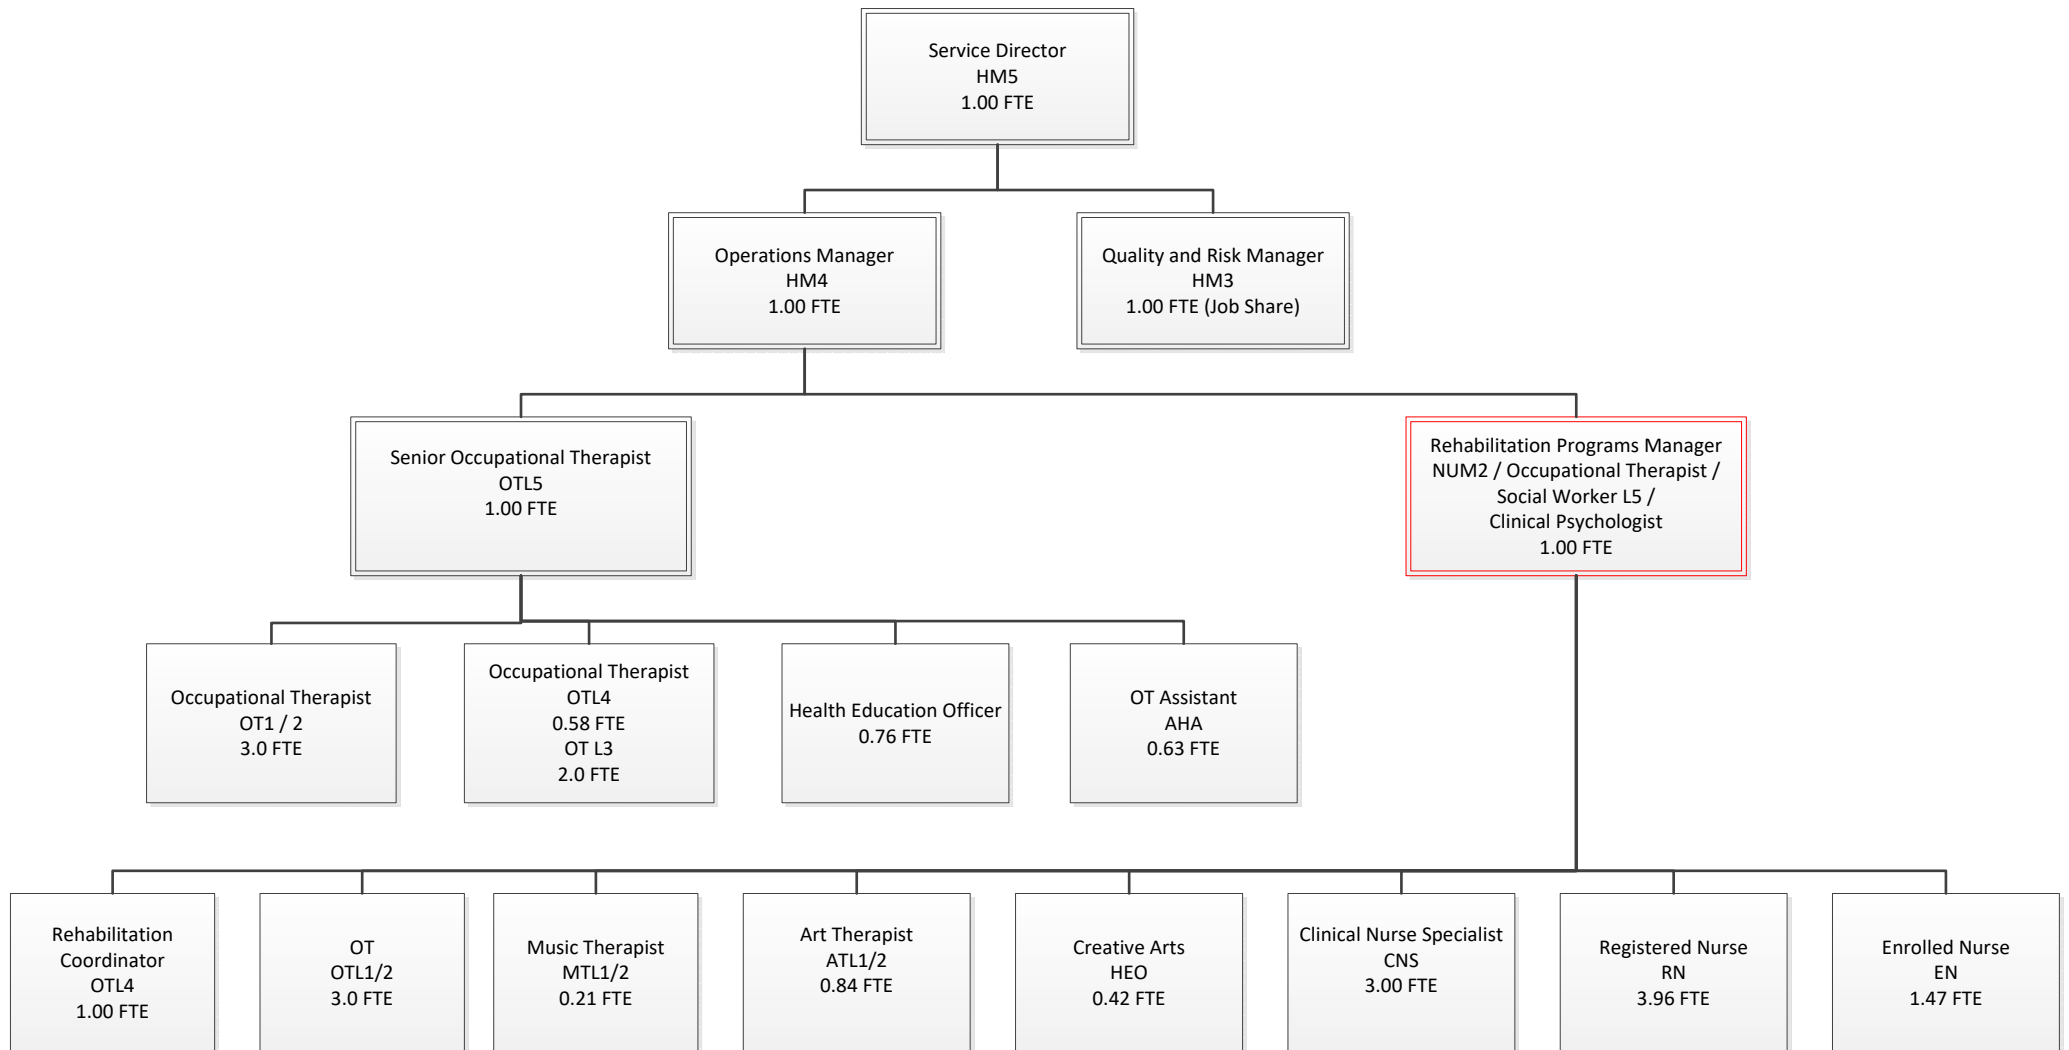 Service Director
HM5
1.00 FTE
Operations Manager
HM4
1.00 FTE
Quality and Risk Manager
HM3
1.00 FTE (Job Share)
Senior Occupational Therapist
OTL5
1.00 FTE
Rehabilitation Programs Manager
NUM2 / Occupational Therapist /
Social Worker L5 /
Clinical Psychologist
1.00 FTE
Occupational Therapist
OT1 / 2
3.0 FTE
Occupational Therapist
OTL4
0.58 FTE
OT L3
2.0 FTE
Health Education Officer
0.76 FTE
OT Assistant
AHA
0.63 FTE
Rehabilitation
Coordinator
OTL4
1.00 FTE
OT
OTL1/2
3.0 FTE
Music Therapist
MTL1/2
0.21 FTE
Art Therapist
ATL1/2
0.84 FTE
Creative Arts
HEO
0.42 FTE
Clinical Nurse Specialist
CNS
3.00 FTE
Registered Nurse
RN
3.96 FTE
Enrolled Nurse
EN
1.47 FTE